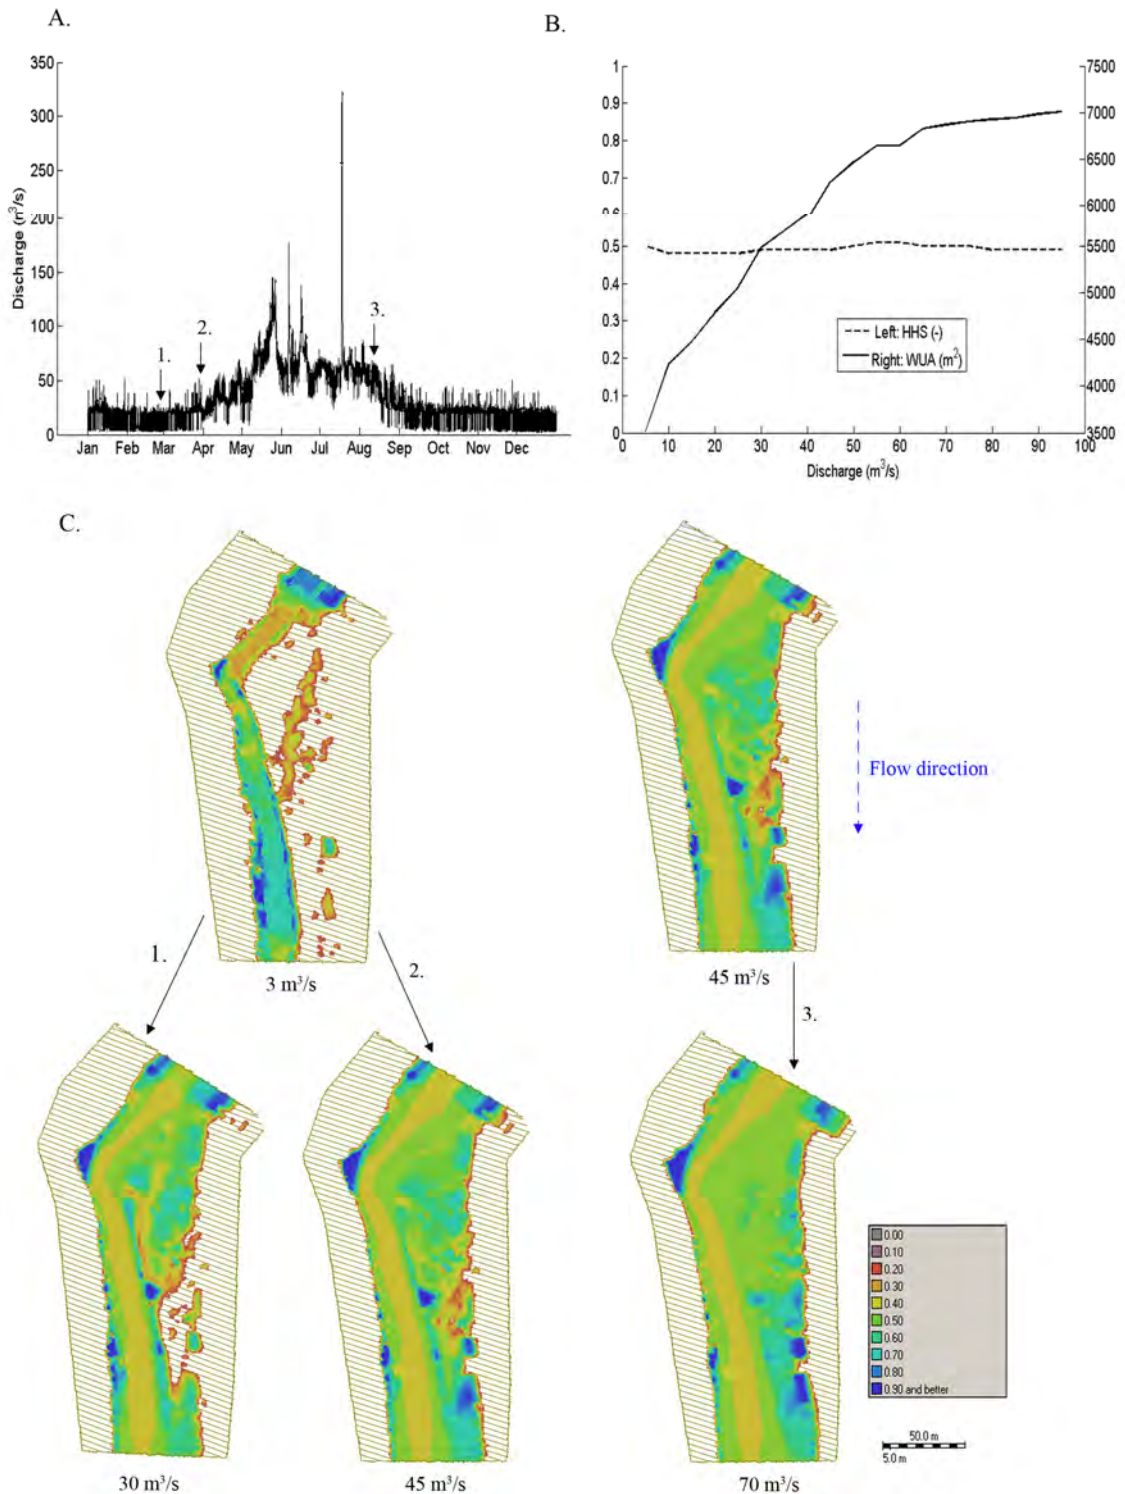 A.
B.
350
300
250
200
150
100
50
0
Discharge (m³/s)
1.
2.
3.
Jan Feb Mar Apr May Jun Jul Aug Sep Oct Nov Dec
1
0.9
0.8
0.7
0.6
0.5
0.4
0.3
0.2
0.1
0
7500
7000
6500
6000
5500
5000
4500
4000
3500
Left: HHS (-)
Right: WUA (m²)
0 10 20 30 40 50 60 70 80 90 100
Discharge (m³/s)
C.
Flow direction
3 m³/s
45 m³/s
1.
2.
3.
0.00
0.10
0.20
0.30
0.40
0.50
0.60
0.70
0.80
0.90 and better
50.0 m
5.0 m
30 m³/s
45 m³/s
70 m³/s